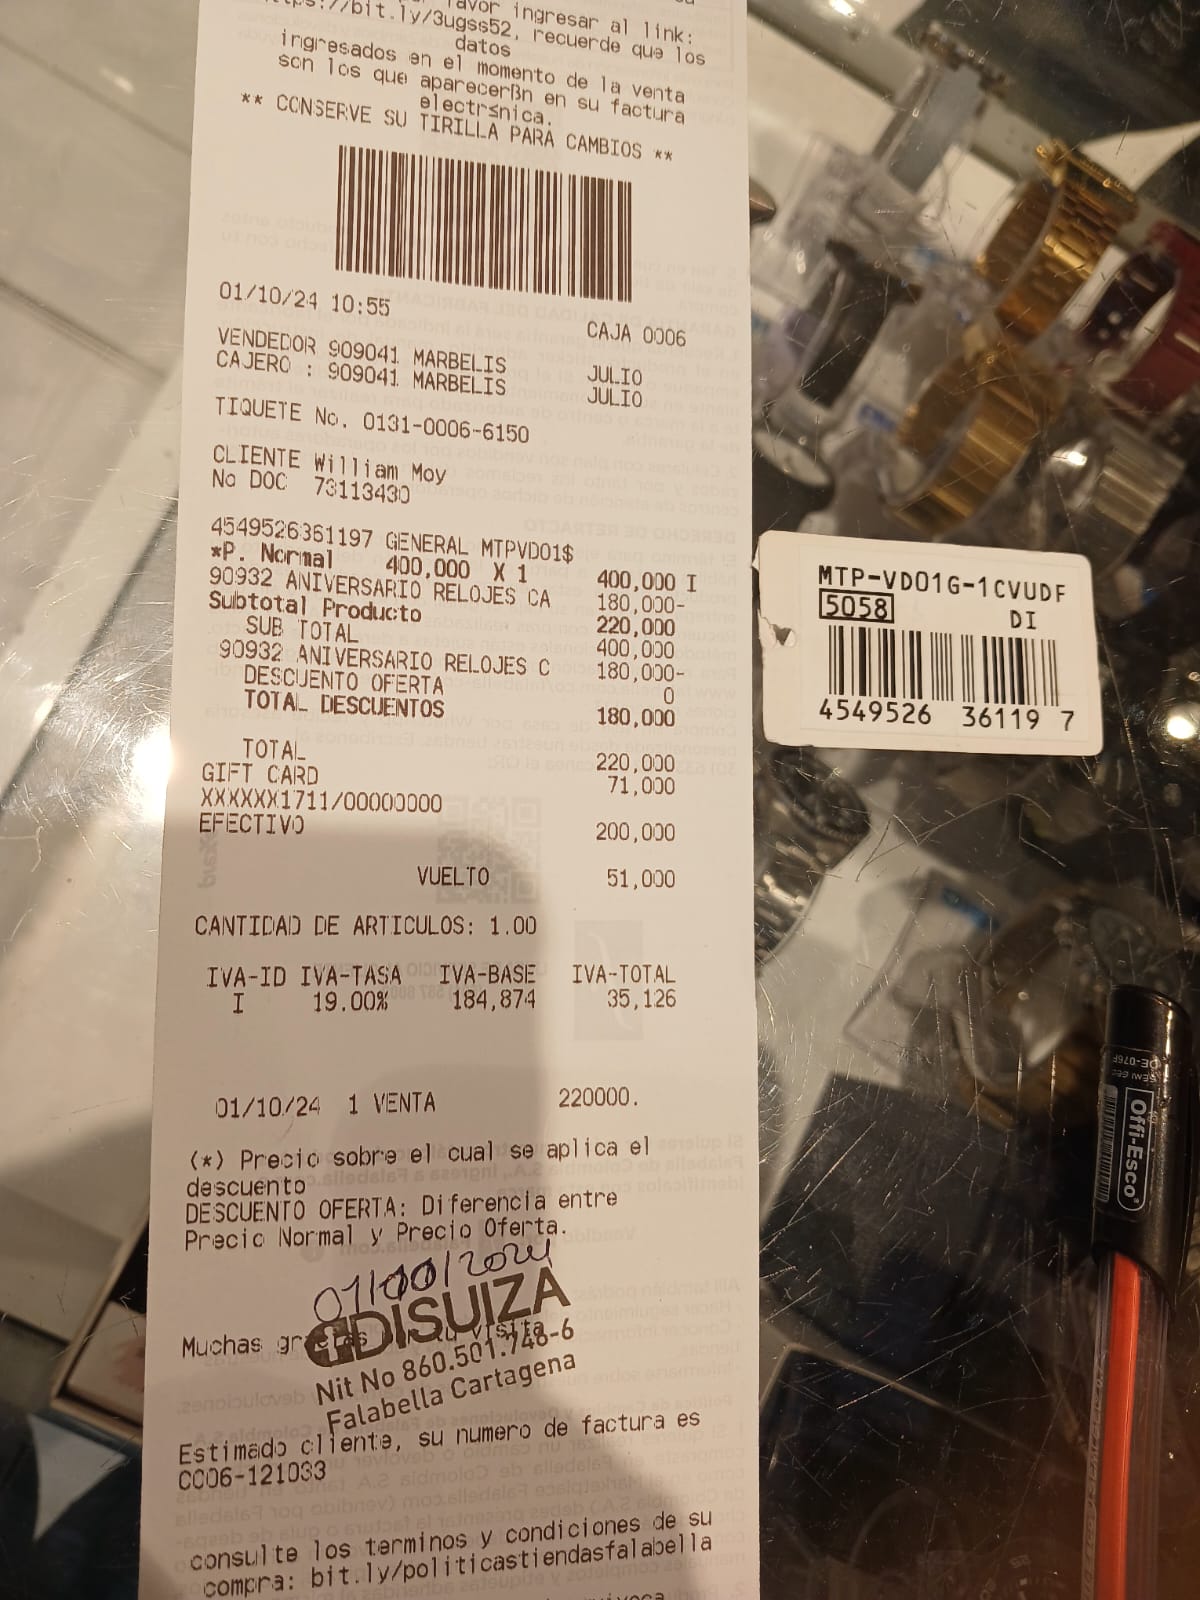 favor ingresar al link:
ps://bit.ly/3ugss52, recuerde que los
datos
ingresados en el momento de la venta
son los que aparecerßn en su factura
electr≤nica.
** CONSERVE SU TIRILLA PARA CAMBIOS **
01/10/24 10:55 CAJA 0006
VENDEDOR 909041 MARBELIS JULIO
CAJERO : 909041 MARBELIS JULIO
TIQUETE No. 0131-0006-6150
CLIENTE William Moy
No DOC 73113430
4549526361197 GENERAL MTPVD01$
*P. Normal 400,000 X 1 400,000 I
90932 ANIVERSARIO RELOJES CA 180,000-
Subtotal Producto 220,000
SUB TOTAL 400,000
90932 ANIVERSARIO RELOJES C 180,000-
DESCUENTO OFERTA 0
TOTAL DESCUENTOS 180,000
TOTAL 220,000
GIFT CARD 71,000
XXXXXX1711/00000000
EFECTIVO 200,000
VUELTO 51,000
CANTIDAD DE ARTICULOS: 1.00
IVA-ID IVA-TASA IVA-BASE IVA-TOTAL
I 19.00% 184,874 35,126
01/10/24 1 VENTA 220000.
(*) Precio sobre el cual se aplica el
descuento
DESCUENTO OFERTA: Diferencia entre
Precio Normal y Precio Oferta.
01/10/2024
DISUIZA
Muchas gracias tu visita
Nit No 860.501.748-6
Falabella Cartagena
Estimado cliente, su numero de factura es
CC06-121033
consulte los terminos y condiciones de su
compra: bit.ly/politicastiendasfalabella
MTP-VD01G-1CVUDF
5058 DI
4549526 36119 7
Offi-Esco
OE-076F